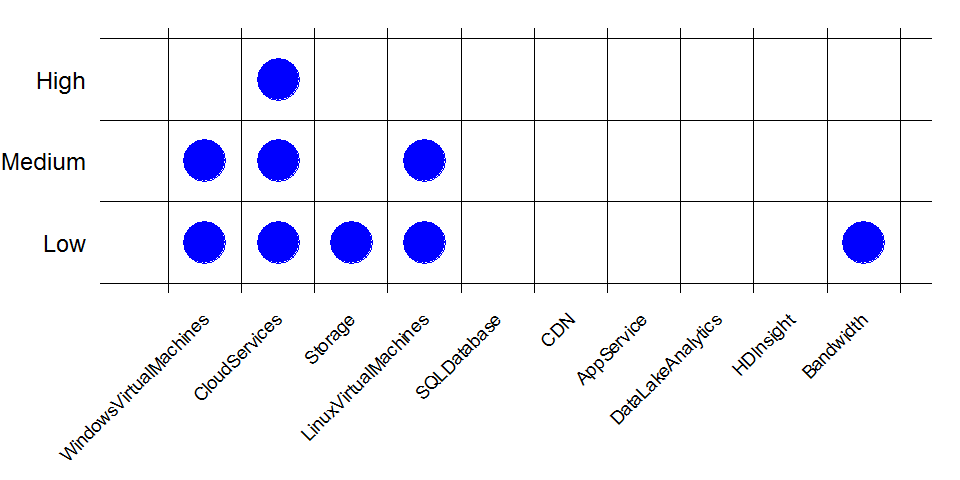 High
Medium
Low
WindowsVirtualMachines
CloudServices
Storage
LinuxVirtualMachines
SQLDatabase
CDN
AppService
DataLakeAnalytics
HDInsight
Bandwidth